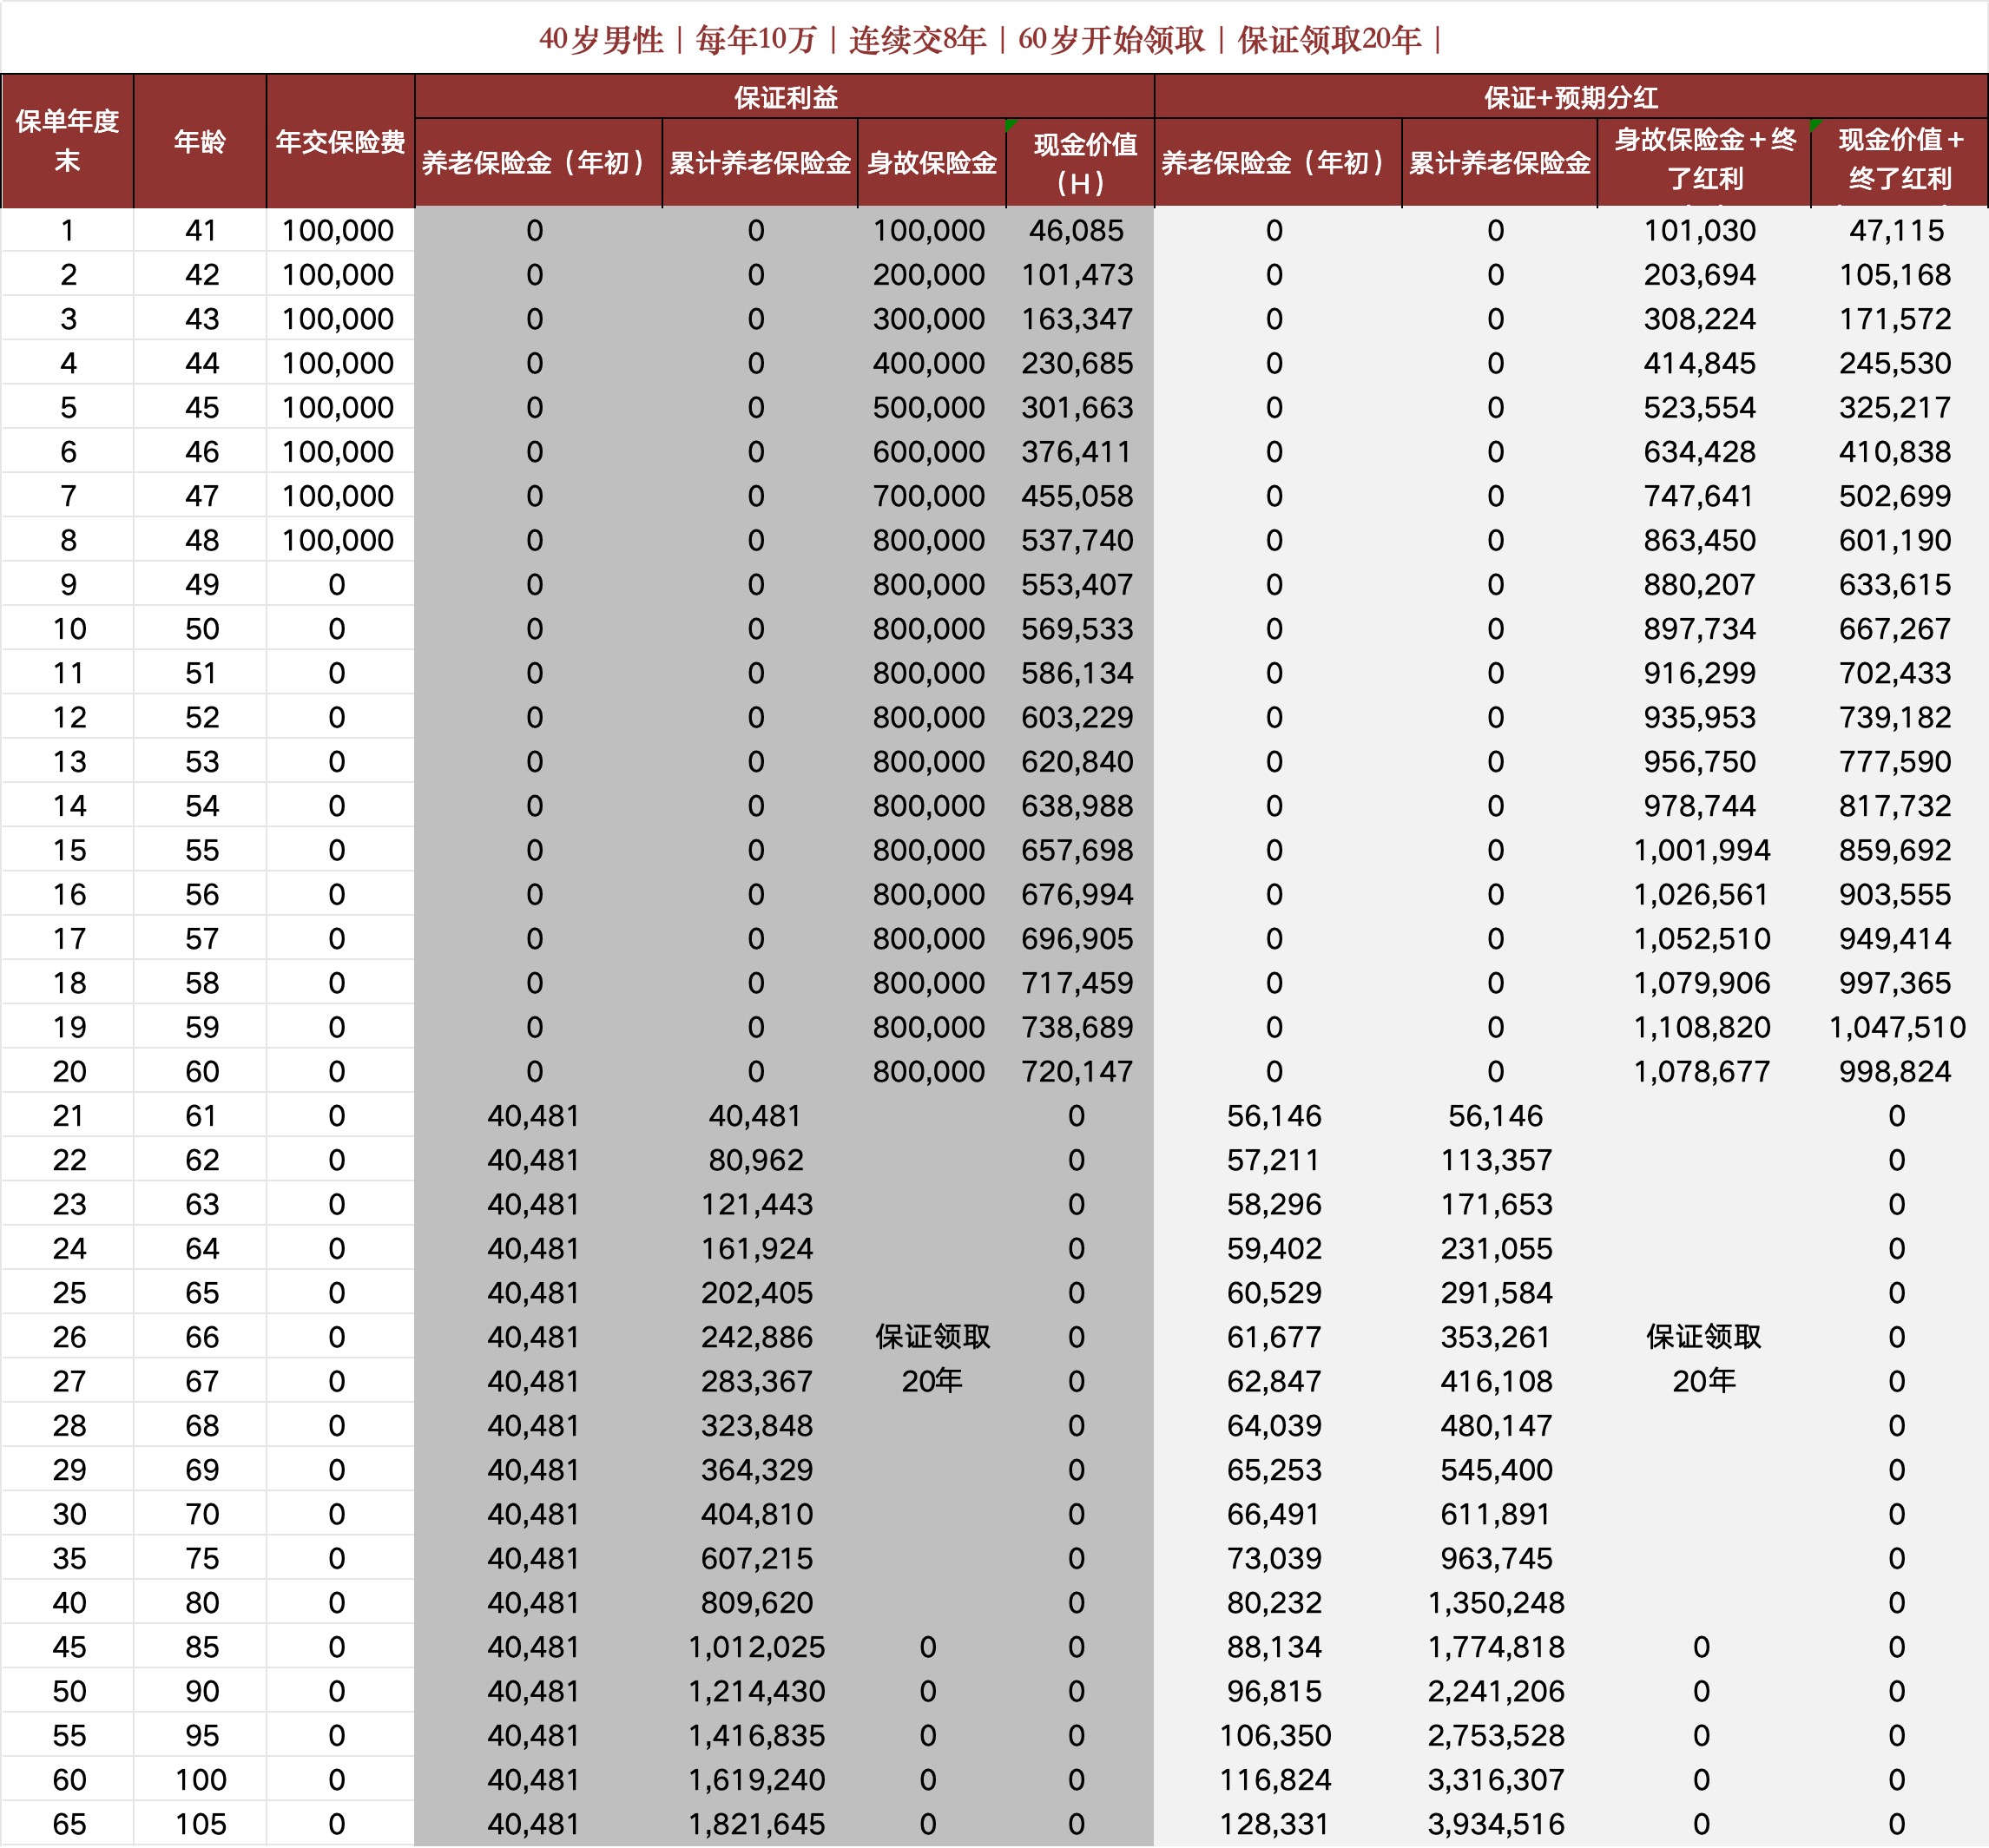 40岁男性｜每年10万｜连续交8年｜60岁开始领取｜保证领取20年｜
保单年度末 年龄 年交保险费 保证利益 保证+预期分红
养老保险金（年初） 累计养老保险金 身故保险金 现金价值（H） 养老保险金（年初） 累计养老保险金 身故保险金＋终了红利 现金价值＋终了红利
1 41 100,000 0 0 100,000 46,085 0 0 101,030 47,115
2 42 100,000 0 0 200,000 101,473 0 0 203,694 105,168
3 43 100,000 0 0 300,000 163,347 0 0 308,224 171,572
4 44 100,000 0 0 400,000 230,685 0 0 414,845 245,530
5 45 100,000 0 0 500,000 301,663 0 0 523,554 325,217
6 46 100,000 0 0 600,000 376,411 0 0 634,428 410,838
7 47 100,000 0 0 700,000 455,058 0 0 747,641 502,699
8 48 100,000 0 0 800,000 537,740 0 0 863,450 601,190
9 49 0 0 0 800,000 553,407 0 0 880,207 633,615
10 50 0 0 0 800,000 569,533 0 0 897,734 667,267
11 51 0 0 0 800,000 586,134 0 0 916,299 702,433
12 52 0 0 0 800,000 603,229 0 0 935,953 739,182
13 53 0 0 0 800,000 620,840 0 0 956,750 777,590
14 54 0 0 0 800,000 638,988 0 0 978,744 817,732
15 55 0 0 0 800,000 657,698 0 0 1,001,994 859,692
16 56 0 0 0 800,000 676,994 0 0 1,026,561 903,555
17 57 0 0 0 800,000 696,905 0 0 1,052,510 949,414
18 58 0 0 0 800,000 717,459 0 0 1,079,906 997,365
19 59 0 0 0 800,000 738,689 0 0 1,108,820 1,047,510
20 60 0 0 0 800,000 720,147 0 0 1,078,677 998,824
21 61 0 40,481 40,481 0 56,146 56,146 0
22 62 0 40,481 80,962 0 57,211 113,357 0
23 63 0 40,481 121,443 0 58,296 171,653 0
24 64 0 40,481 161,924 0 59,402 231,055 0
25 65 0 40,481 202,405 0 60,529 291,584 0
26 66 0 40,481 242,886 保证领取 0 61,677 353,261 保证领取 0
27 67 0 40,481 283,367 20年 0 62,847 416,108 20年 0
28 68 0 40,481 323,848 0 64,039 480,147 0
29 69 0 40,481 364,329 0 65,253 545,400 0
30 70 0 40,481 404,810 0 66,491 611,891 0
35 75 0 40,481 607,215 0 73,039 963,745 0
40 80 0 40,481 809,620 0 80,232 1,350,248 0
45 85 0 40,481 1,012,025 0 0 88,134 1,774,818 0 0
50 90 0 40,481 1,214,430 0 0 96,815 2,241,206 0 0
55 95 0 40,481 1,416,835 0 0 106,350 2,753,528 0 0
60 100 0 40,481 1,619,240 0 0 116,824 3,316,307 0 0
65 105 0 40,481 1,821,645 0 0 128,331 3,934,516 0 0